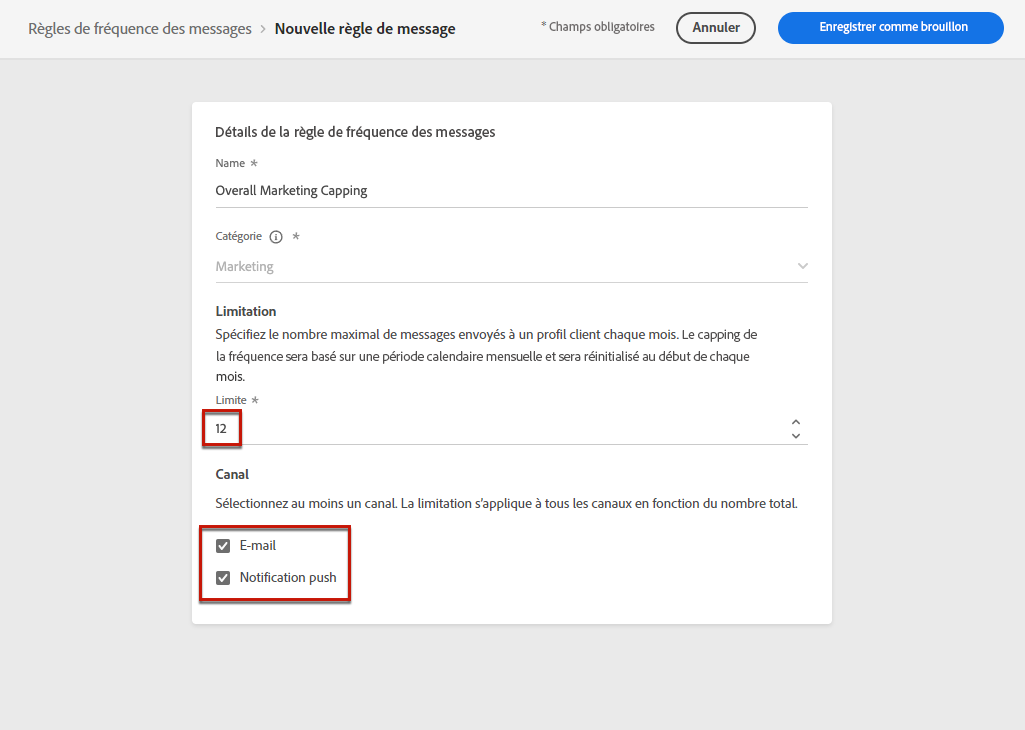 Règles de fréquence des messages > Nouvelle règle de message
* Champs obligatoires
Annuler
Enregistrer comme brouillon
Détails de la règle de fréquence des messages
Name *
Overall Marketing Capping
Catégorie *
Marketing
Limitation
Spécifiez le nombre maximal de messages envoyés à un profil client chaque mois. Le capping de
la fréquence sera basé sur une période calendaire mensuelle et sera réinitialisé au début de chaque
mois.
Limite *
12
Canal
Sélectionnez au moins un canal. La limitation s'applique à tous les canaux en fonction du nombre total.
E-mail
Notification push